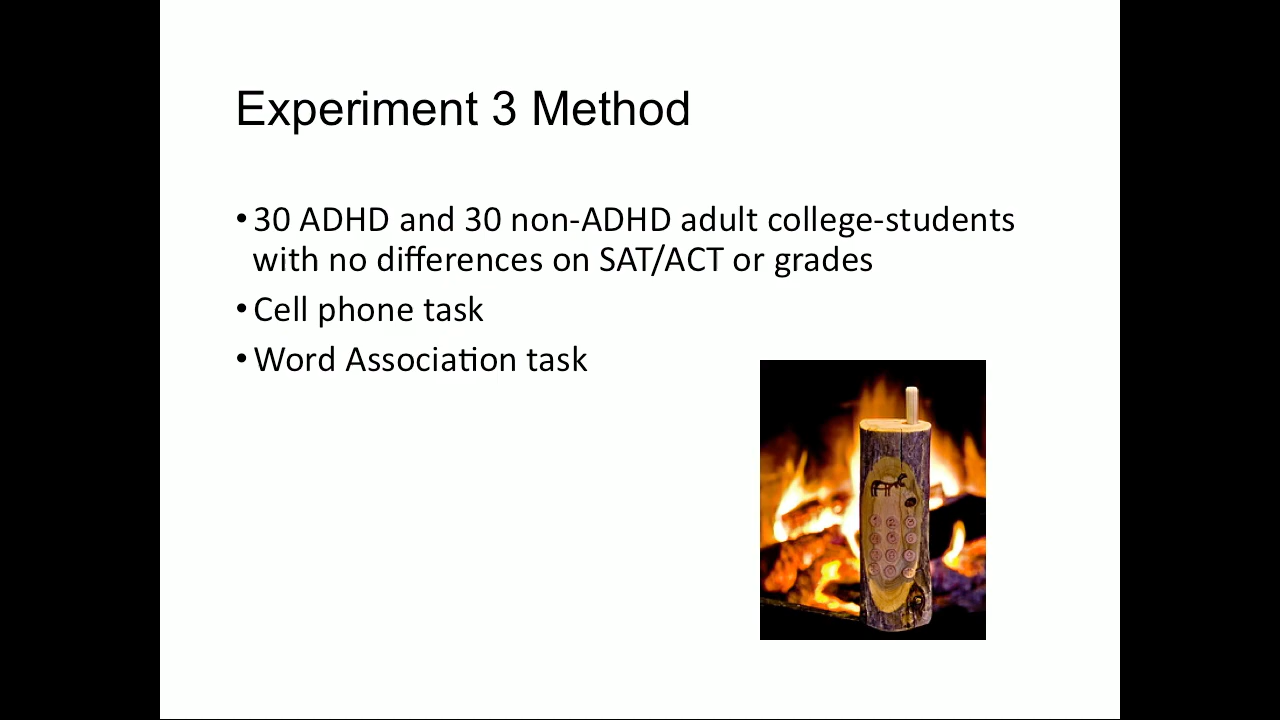 Experiment 3 Method
• 30 ADHD and 30 non-ADHD adult college-students
with no differences on SAT/ACT or grades
• Cell phone task
• Word Association task